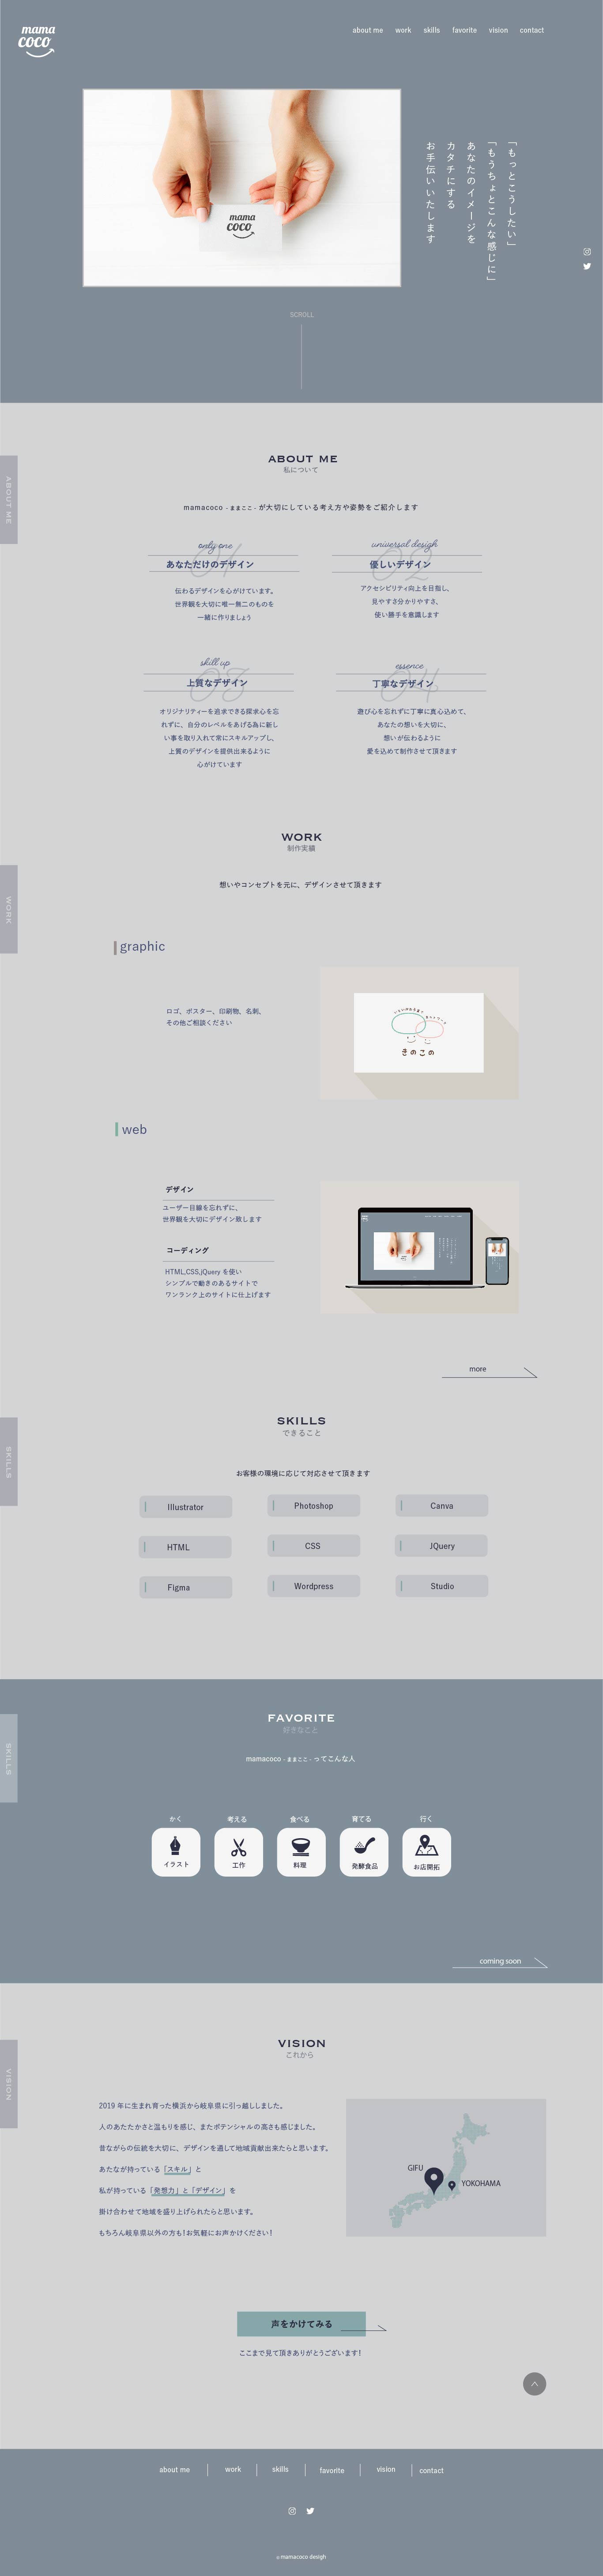 mama
coco
about me
work
skills
favorite
vision
contact
mama
coco
「もっとこうしたい」
「もうちょとこんな感じに」
あなたのイメージを
カタチにする
お手伝いいたします
SCROLL
ABOUT ME
ABOUT ME
私について
mamacoco - ままここ - が大切にしている考え方や姿勢をご紹介します
only one
01
あなただけのデザイン
伝わるデザインを心がけています。
世界観を大切に唯一無二のものを
一緒に作りましょう
universal desigh
02
優しいデザイン
アクセシビリティ向上を目指し、
見やすさ分かりやすさ、
使い勝手を意識します
skill up
03
上質なデザイン
オリジナリティーを追求できる探求心を忘
れずに、自分のレベルをあげる為に新し
い事を取り入れて常にスキルアップし、
上質のデザインを提供出来るように
心がけています
essence
04
丁寧なデザイン
遊び心を忘れずに丁寧に真心込めて、
あなたの想いを大切に、
想いが伝わるように
愛を込めて制作させて頂きます
WORK
WORK
制作実績
想いやコンセプトを元に、デザインさせて頂きます
graphic
ロゴ、ポスター、印刷物、名刺、
その他ご相談ください
きのこの
web
デザイン
ユーザー目線を忘れずに、
世界観を大切にデザイン致します
コーディング
HTML,CSS,jQuery を使い
シンプルで動きのあるサイトで
ワンランク上のサイトに仕上げます
more
SKILLS
SKILLS
できること
お客様の環境に応じて対応させて頂きます
Illustrator
Photoshop
Canva
HTML
CSS
JQuery
Figma
Wordpress
Studio
SKILLS
FAVORITE
好きなこと
mamacoco - ままここ - ってこんな人
かく
考える
食べる
育てる
行く
イラスト
工作
料理
発酵食品
お店開拓
coming soon
VISION
VISION
これから
2019 年に生まれ育った横浜から岐阜県に引っ越ししました。
人のあたたかさと温もりを感じ、またポテンシャルの高さも感じました。
昔ながらの伝統を大切に、デザインを通して地域貢献出来たらと思います。
あたなが持っている「スキル」と
私が持っている「発想力」と「デザイン」を
掛け合わせて地域を盛り上げられたらと思います。
もちろん岐阜県以外の方も！お気軽にお声かけください！
GIFU
YOKOHAMA
声をかけてみる
ここまで見て頂きありがとうございます！
about me
work
skills
favorite
vision
contact
© mamacoco desigh